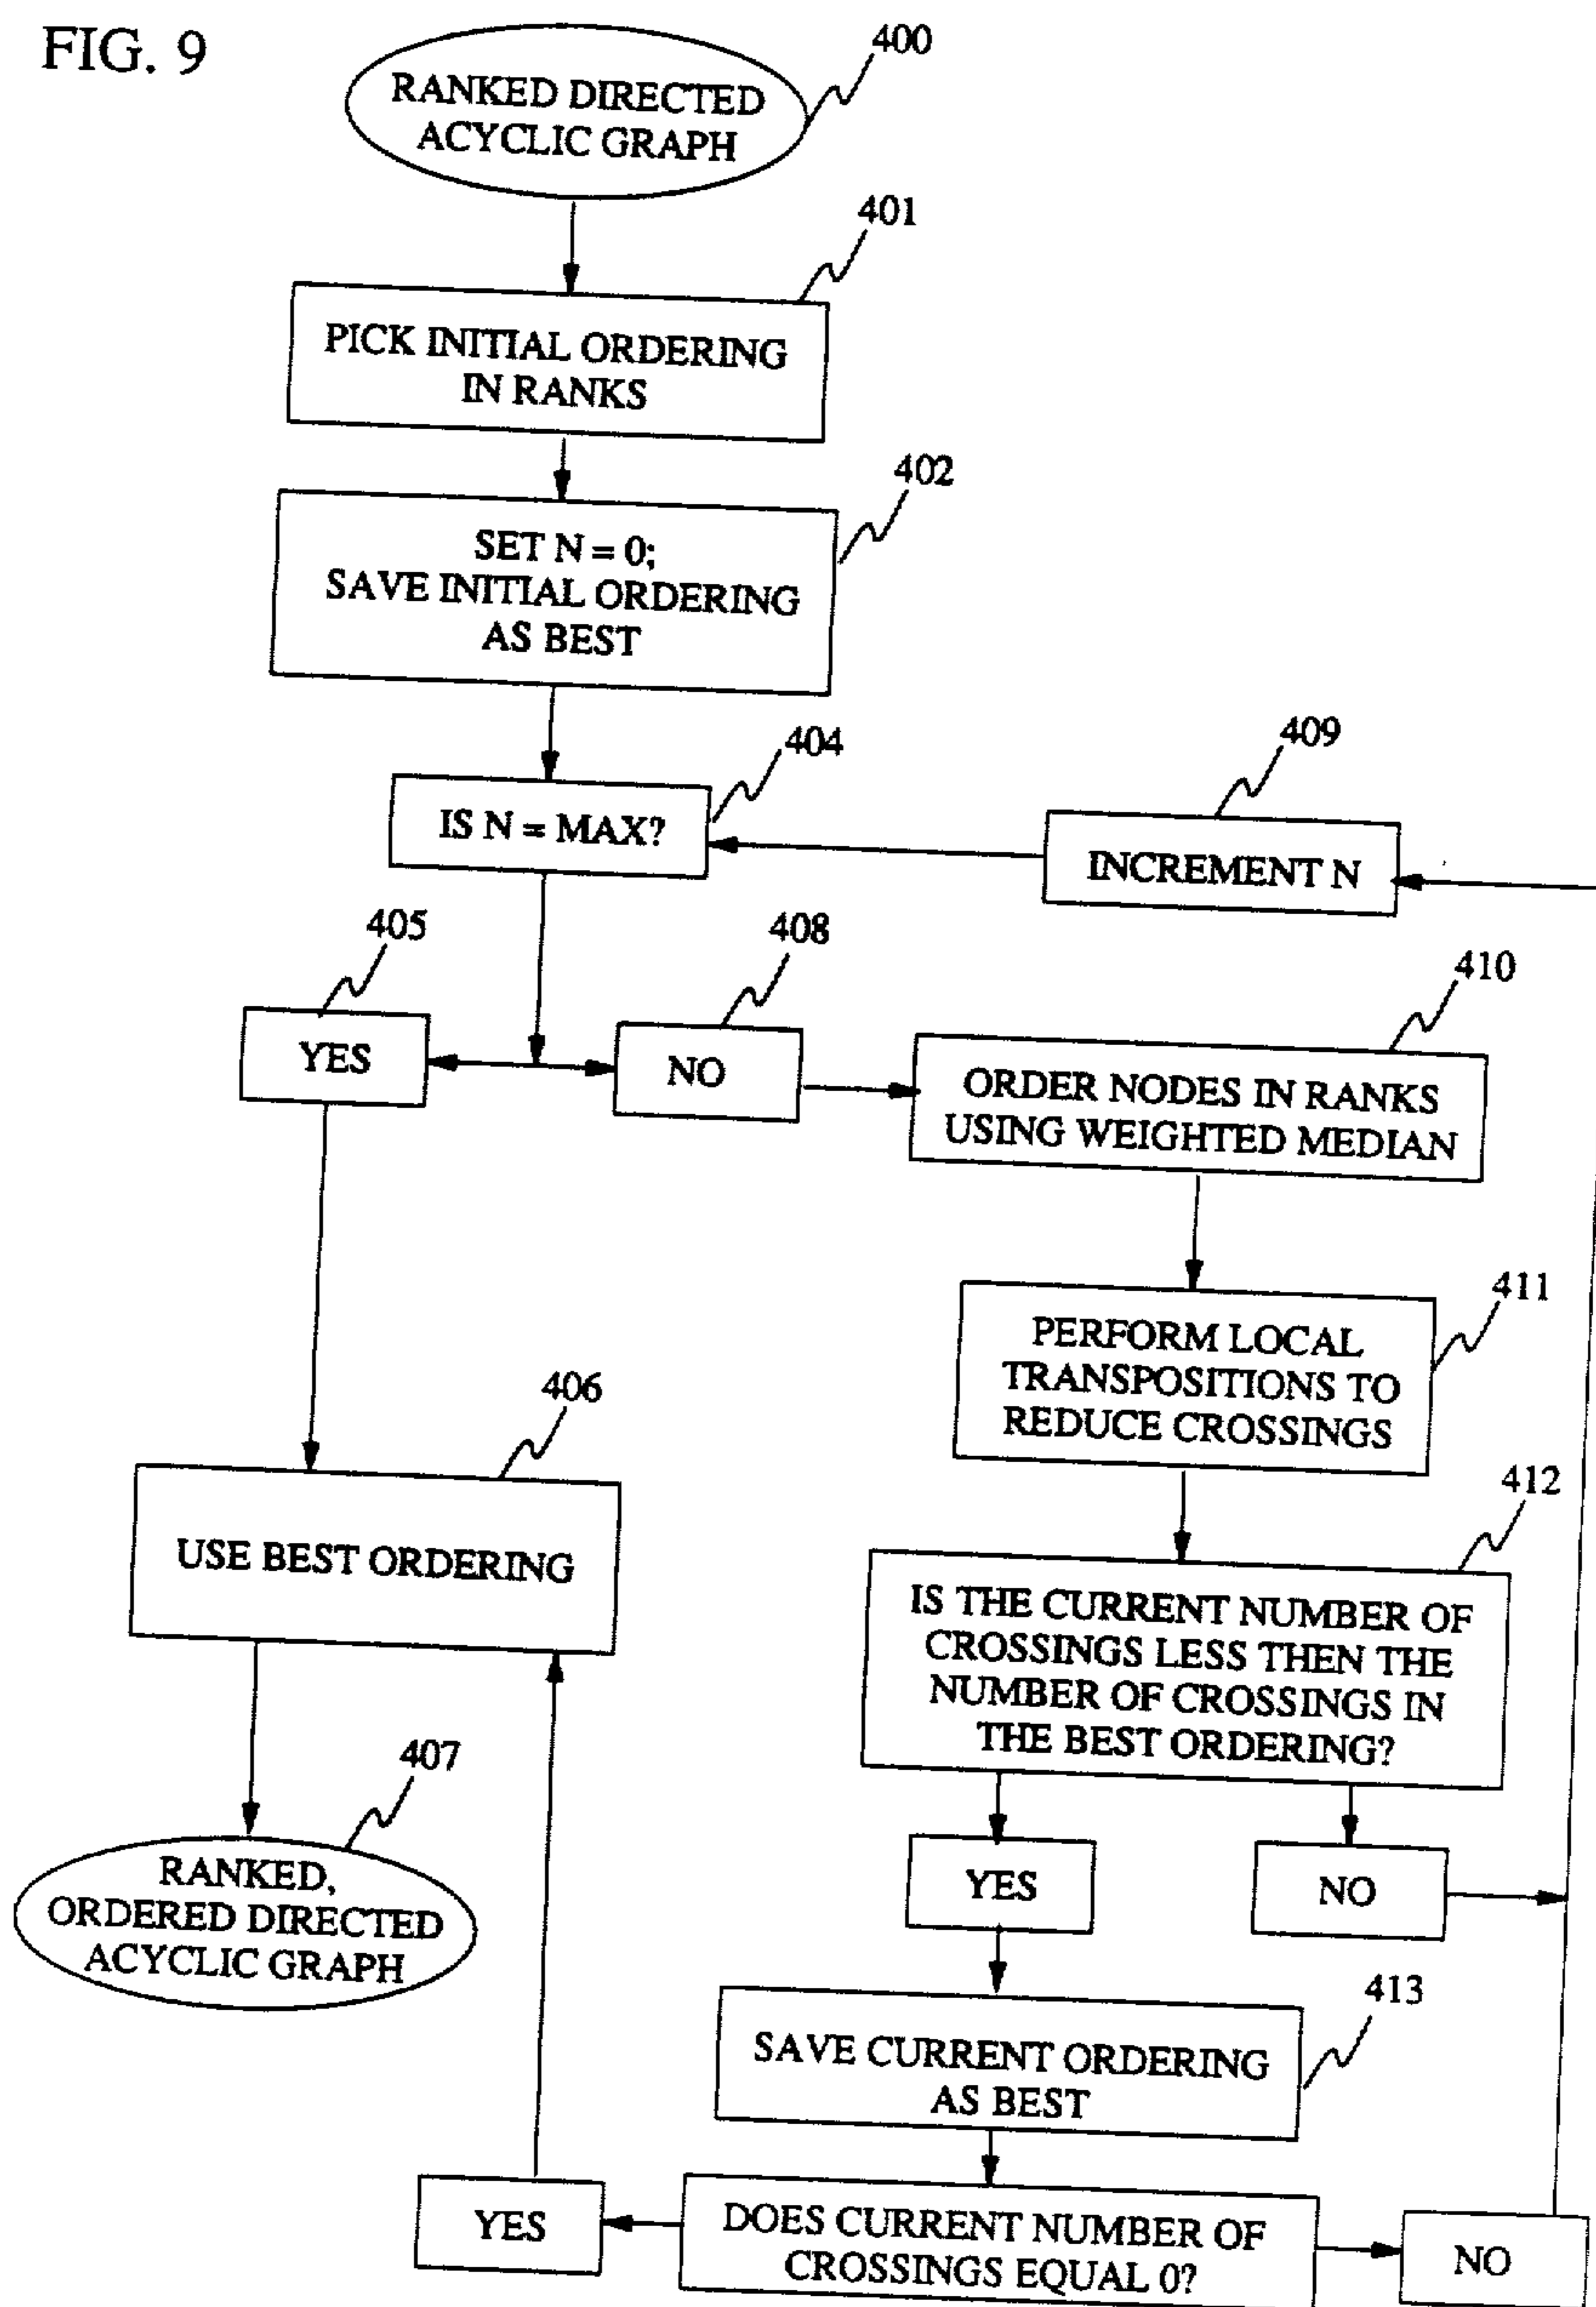 FIG. 9
400
RANKED DIRECTED
ACYCLIC GRAPH
401
PICK INITIAL ORDERING
IN RANKS
402
SET N = 0;
SAVE INITIAL ORDERING
AS BEST
404
IS N = MAX?
409
INCREMENT N
405
YES
408
NO
410
ORDER NODES IN RANKS
USING WEIGHTED MEDIAN
411
PERFORM LOCAL
TRANSPOSITIONS TO
REDUCE CROSSINGS
406
USE BEST ORDERING
412
IS THE CURRENT NUMBER OF
CROSSINGS LESS THEN THE
NUMBER OF CROSSINGS IN
THE BEST ORDERING?
407
RANKED,
ORDERED DIRECTED
ACYCLIC GRAPH
YES
NO
413
SAVE CURRENT ORDERING
AS BEST
YES
DOES CURRENT NUMBER OF
CROSSINGS EQUAL 0?
NO